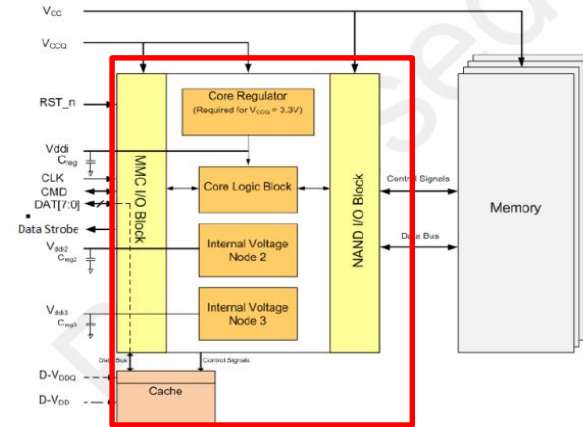 VCC
VCCQ
RST_n
Vddi
Creg
CLK
CMD
DAT[7:0]
Data Strobe
Vddi2
Creg2
Vddi3
Creg3
D-VDDQ
D-VDD
MMC I/O Block
Core Regulator
(Required for VCCQ = 3.3V)
Core Logic Block
Internal Voltage
Node 2
Internal Voltage
Node 3
NAND I/O Block
Control Signals
Data Bus
Memory
Data Bus
Control Signals
Cache